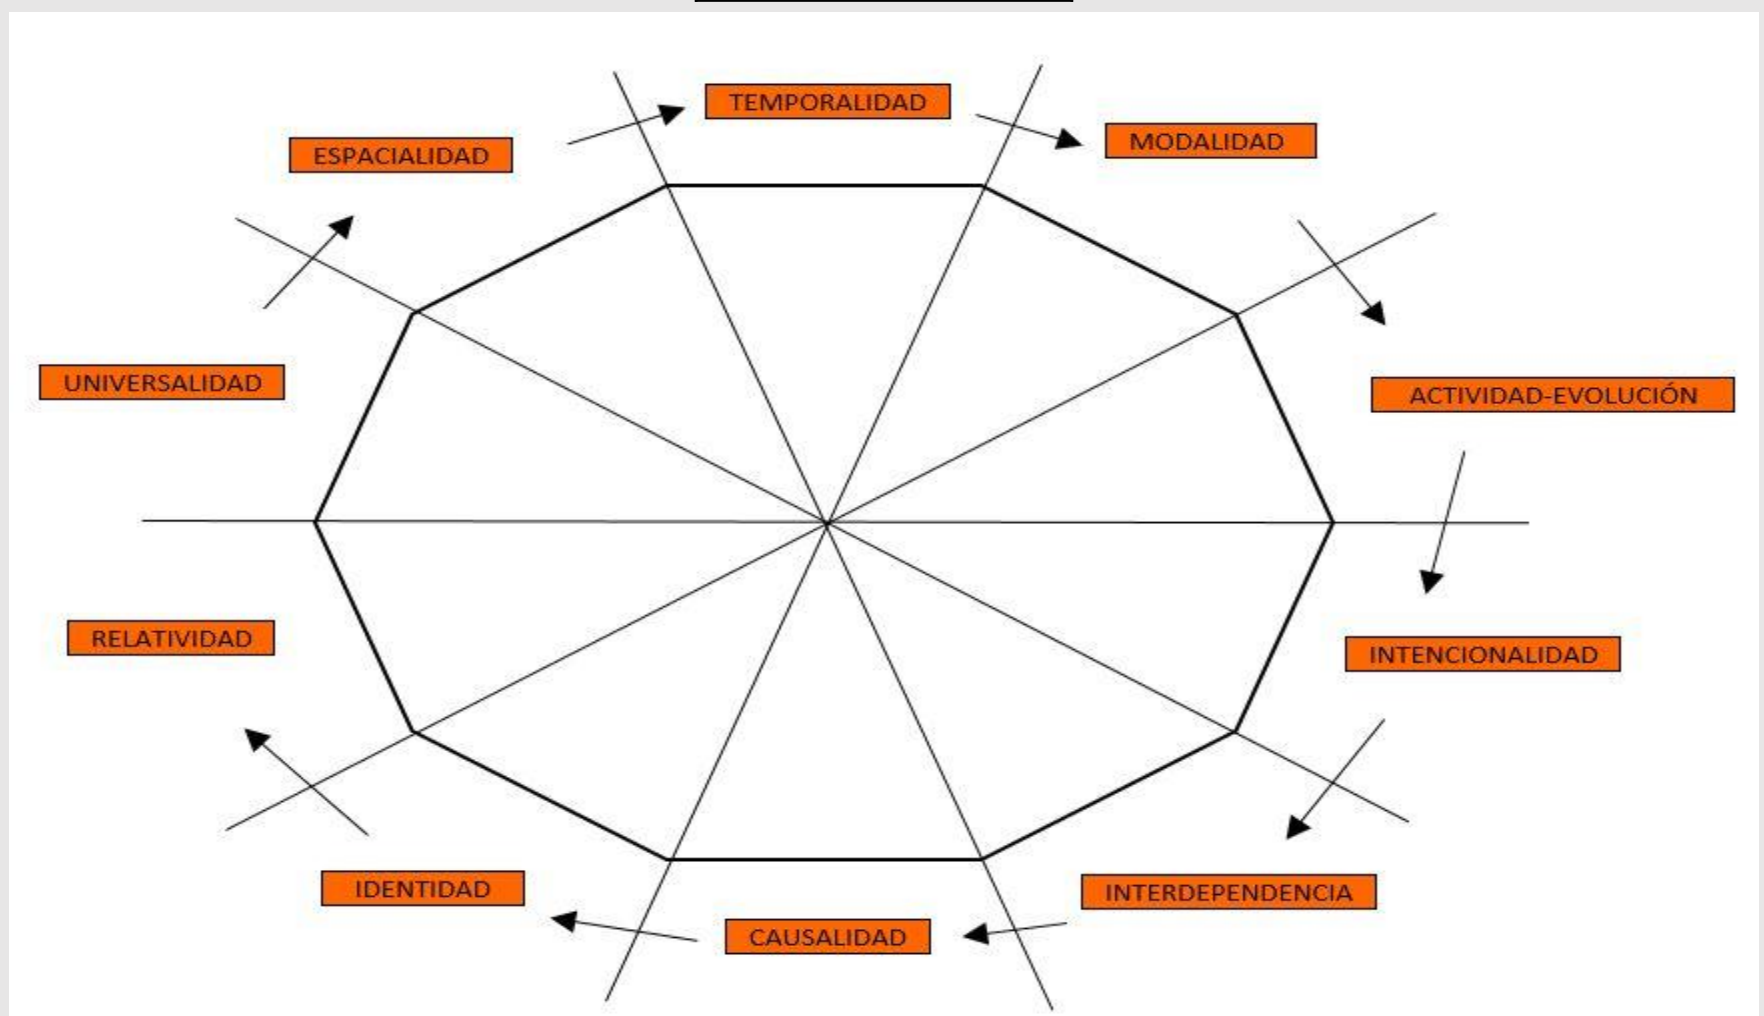 TEMPORALIDAD
MODALIDAD
ESPACIALIDAD
UNIVERSALIDAD
ACTIVIDAD-EVOLUCIÓN
RELATIVIDAD
INTENCIONALIDAD
IDENTIDAD
INTERDEPENDENCIA
CAUSALIDAD